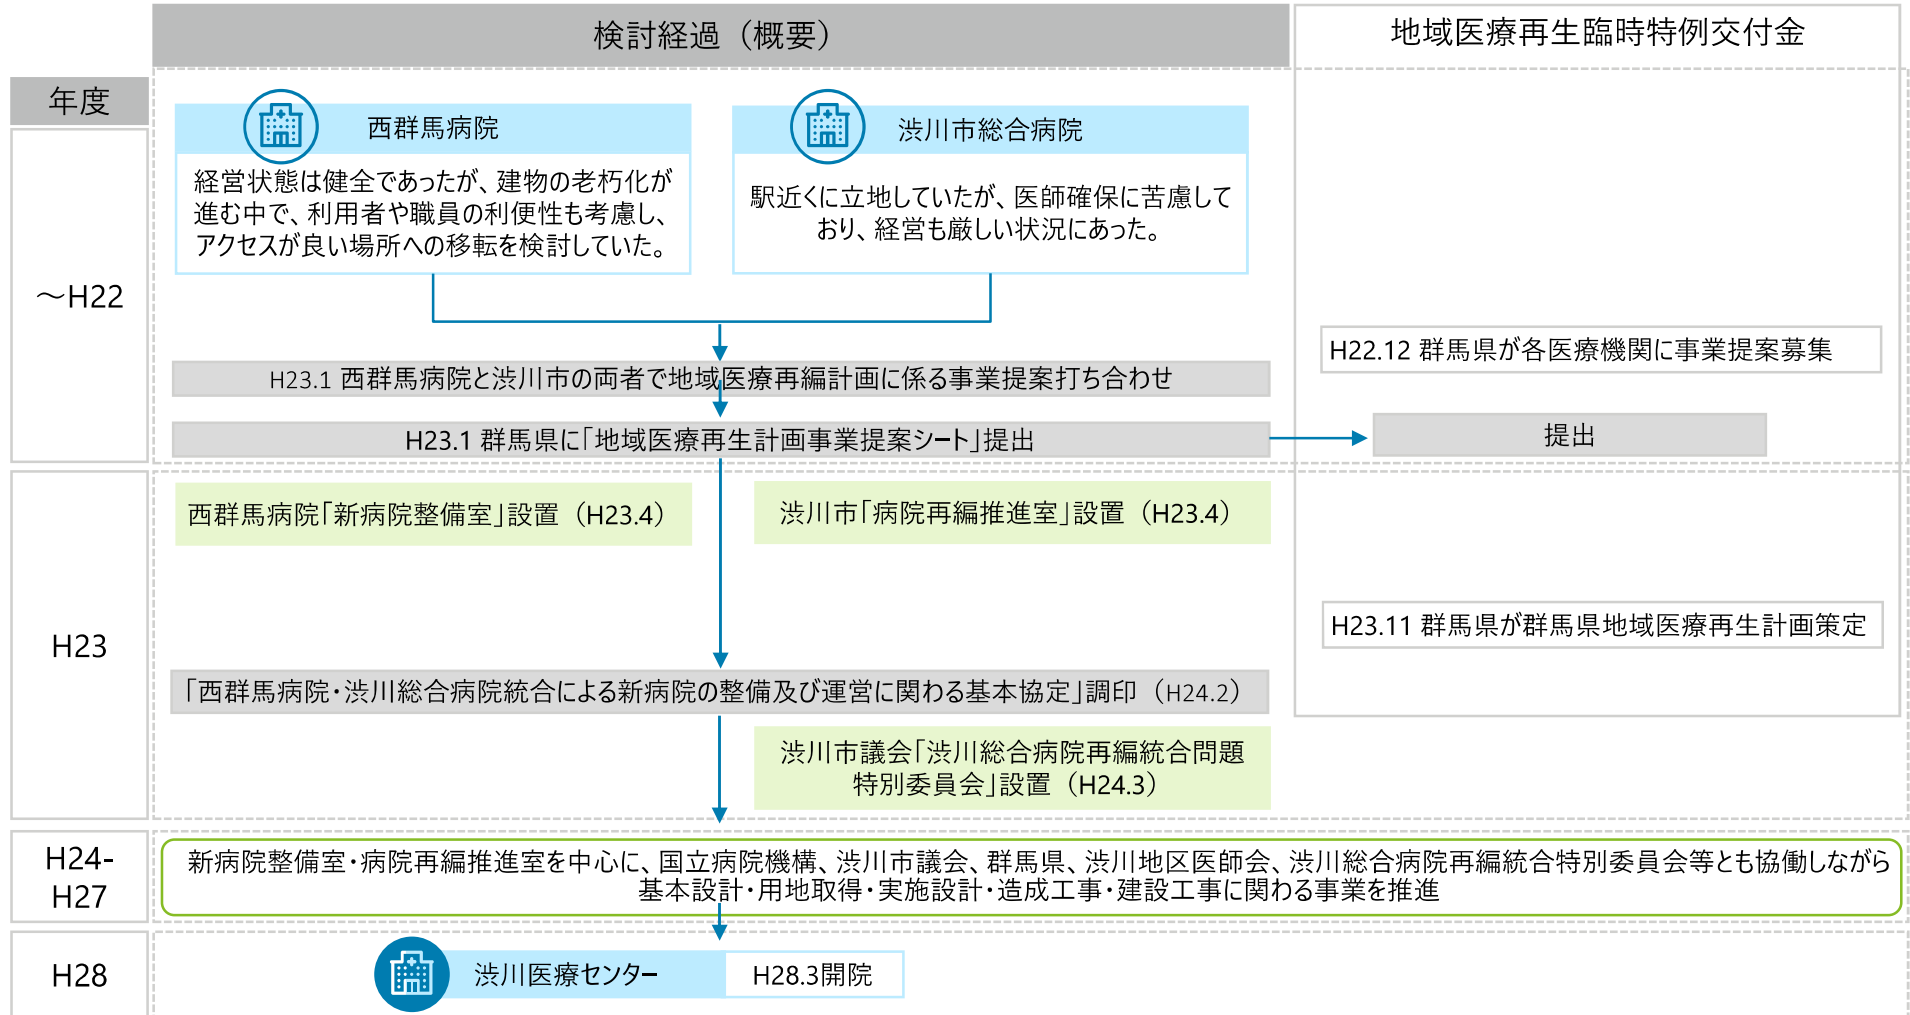 検討経過（概要）
地域医療再生臨時特例交付金
年度
～H22
西群馬病院
経営状態は健全であったが、建物の老朽化が
進む中で、利用者や職員の利便性も考慮し、
アクセスが良い場所への移転を検討していた。
渋川市総合病院
駅近くに立地していたが、医師確保に苦慮して
おり、経営も厳しい状況にあった。
H22.12 群馬県が各医療機関に事業提案募集
H23.1 西群馬病院と渋川市の両者で地域医療再編計画に係る事業提案打ち合わせ
H23.1 群馬県に「地域医療再生計画事業提案シート」提出
提出
H23
西群馬病院「新病院整備室」設置（H23.4）
渋川市「病院再編推進室」設置（H23.4）
H23.11 群馬県が群馬県地域医療再生計画策定
「西群馬病院・渋川総合病院統合による新病院の整備及び運営に関わる基本協定」調印（H24.2）
渋川市議会「渋川総合病院再編統合問題
特別委員会」設置（H24.3）
H24-
H27
新病院整備室・病院再編推進室を中心に、国立病院機構、渋川市議会、群馬県、渋川地区医師会、渋川総合病院再編統合特別委員会等とも協働しながら
基本設計・用地取得・実施設計・造成工事・建設工事に関わる事業を推進
H28
渋川医療センター
H28.3開院